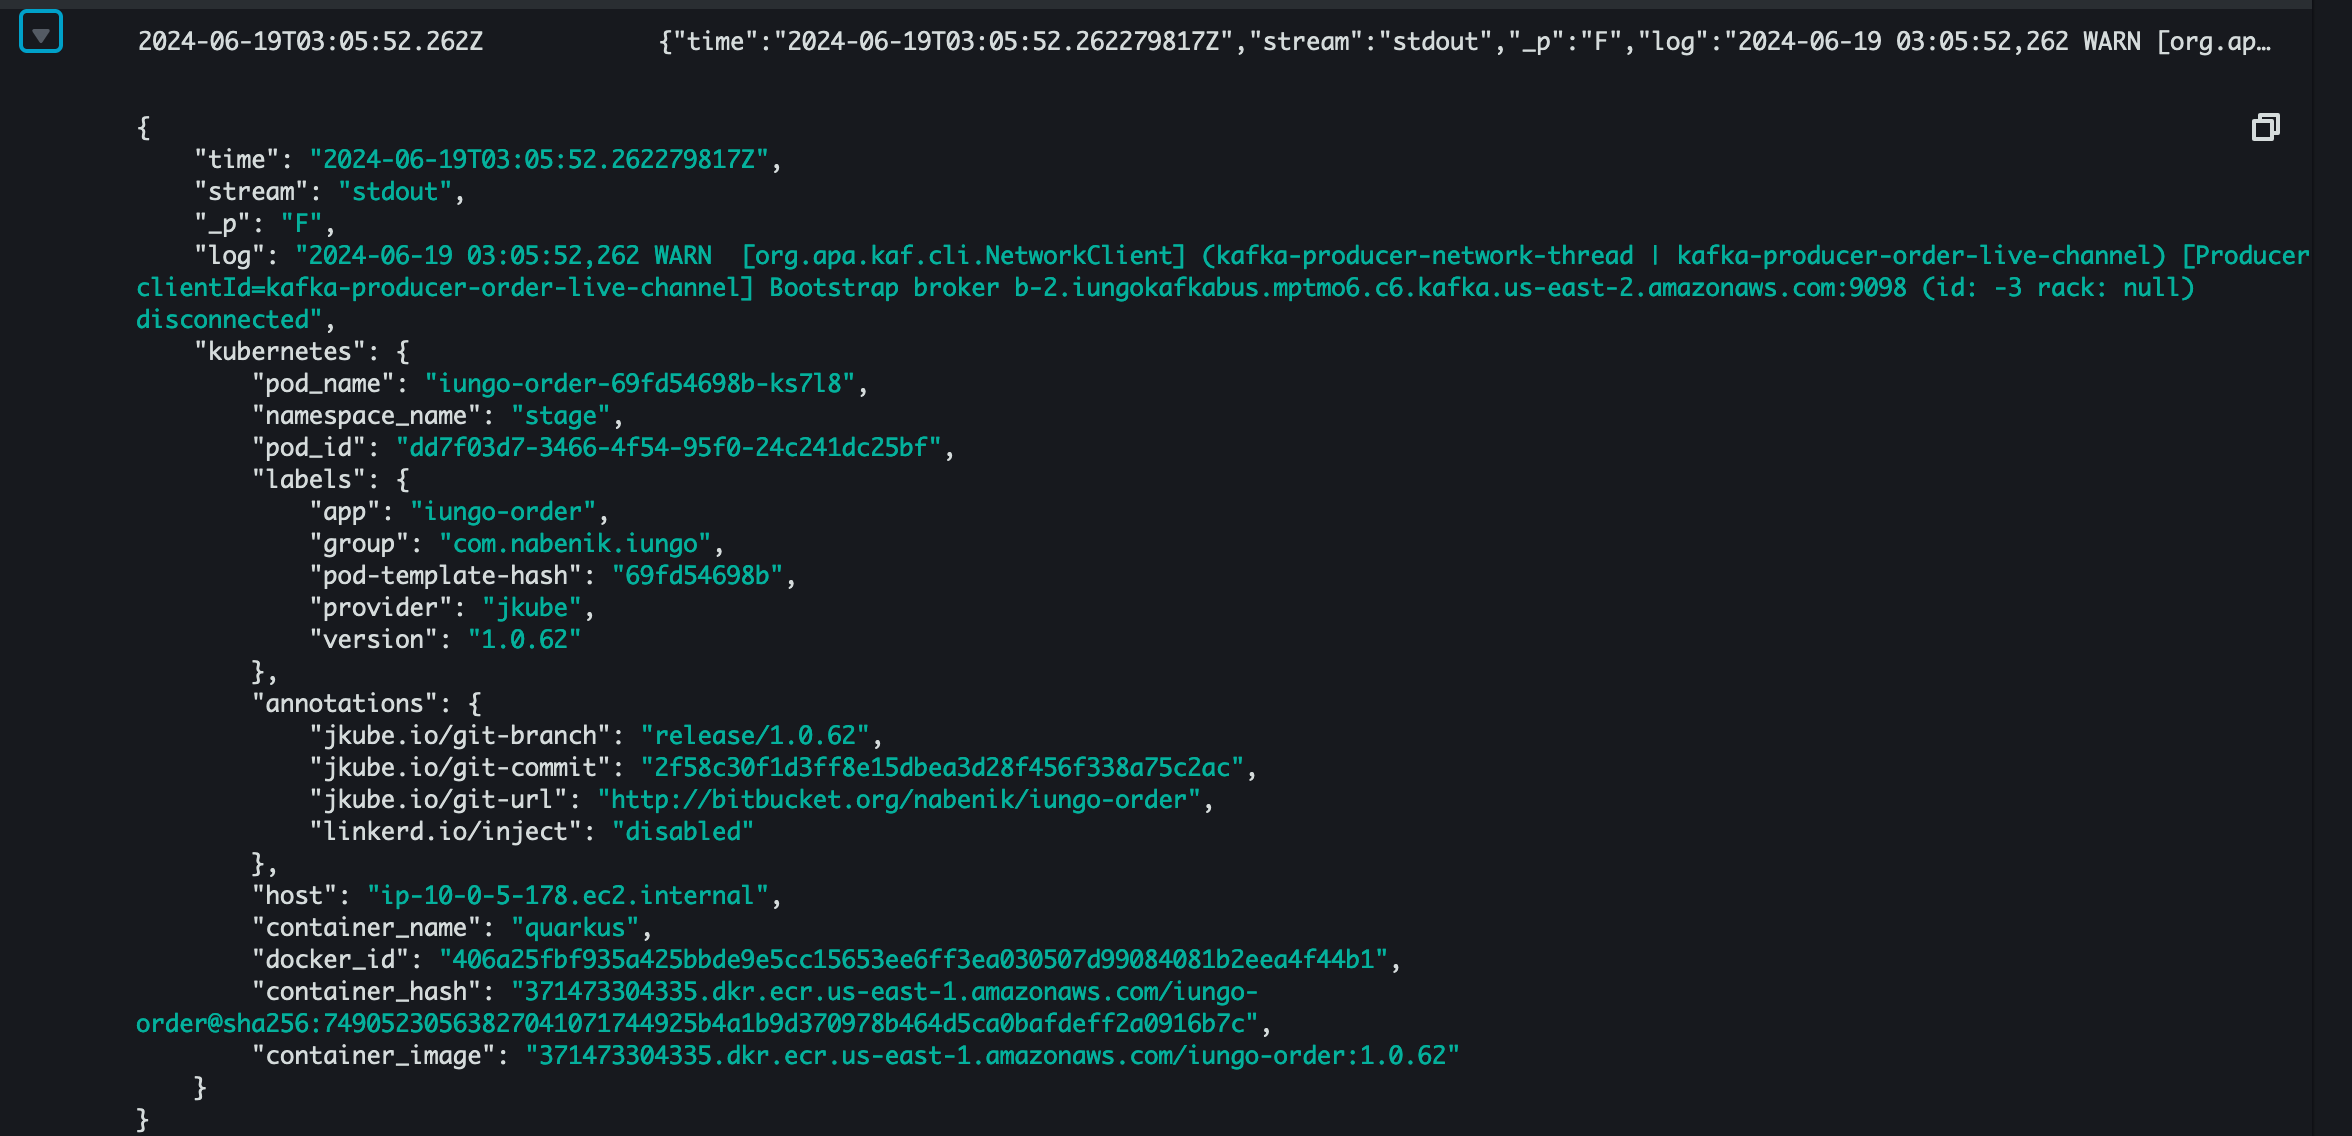 2024-06-19T03:05:52.262Z {"time":"2024-06-19T03:05:52.262279817Z","stream":"stdout","_p":"F","log":"2024-06-19 03:05:52,262 WARN [org.ap…
{
"time": "2024-06-19T03:05:52.262279817Z",
"stream": "stdout",
"_p": "F",
"log": "2024-06-19 03:05:52,262 WARN  [org.apa.kaf.cli.NetworkClient] (kafka-producer-network-thread | kafka-producer-order-live-channel) [Producer
clientId=kafka-producer-order-live-channel] Bootstrap broker b-2.iungokafkabus.mptmo6.c6.kafka.us-east-2.amazonaws.com:9098 (id: -3 rack: null)
disconnected",
"kubernetes": {
"pod_name": "iungo-order-69fd54698b-ks7l8",
"namespace_name": "stage",
"pod_id": "dd7f03d7-3466-4f54-95f0-24c241dc25bf",
"labels": {
"app": "iungo-order",
"group": "com.nabenik.iungo",
"pod-template-hash": "69fd54698b",
"provider": "jkube",
"version": "1.0.62"
},
"annotations": {
"jkube.io/git-branch": "release/1.0.62",
"jkube.io/git-commit": "2f58c30f1d3ff8e15dbea3d28f456f338a75c2ac",
"jkube.io/git-url": "http://bitbucket.org/nabenik/iungo-order",
"linkerd.io/inject": "disabled"
},
"host": "ip-10-0-5-178.ec2.internal",
"container_name": "quarkus",
"docker_id": "406a25fbf935a425bbde9e5cc15653ee6ff3ea030507d99084081b2eea4f44b1",
"container_hash": "371473304335.dkr.ecr.us-east-1.amazonaws.com/iungo-
order@sha256:749052305638270410717449​25b4a1b9d370978b464d5ca0bafdeff2a0916b7c",
"container_image": "371473304335.dkr.ecr.us-east-1.amazonaws.com/iungo-order:1.0.62"
}
}